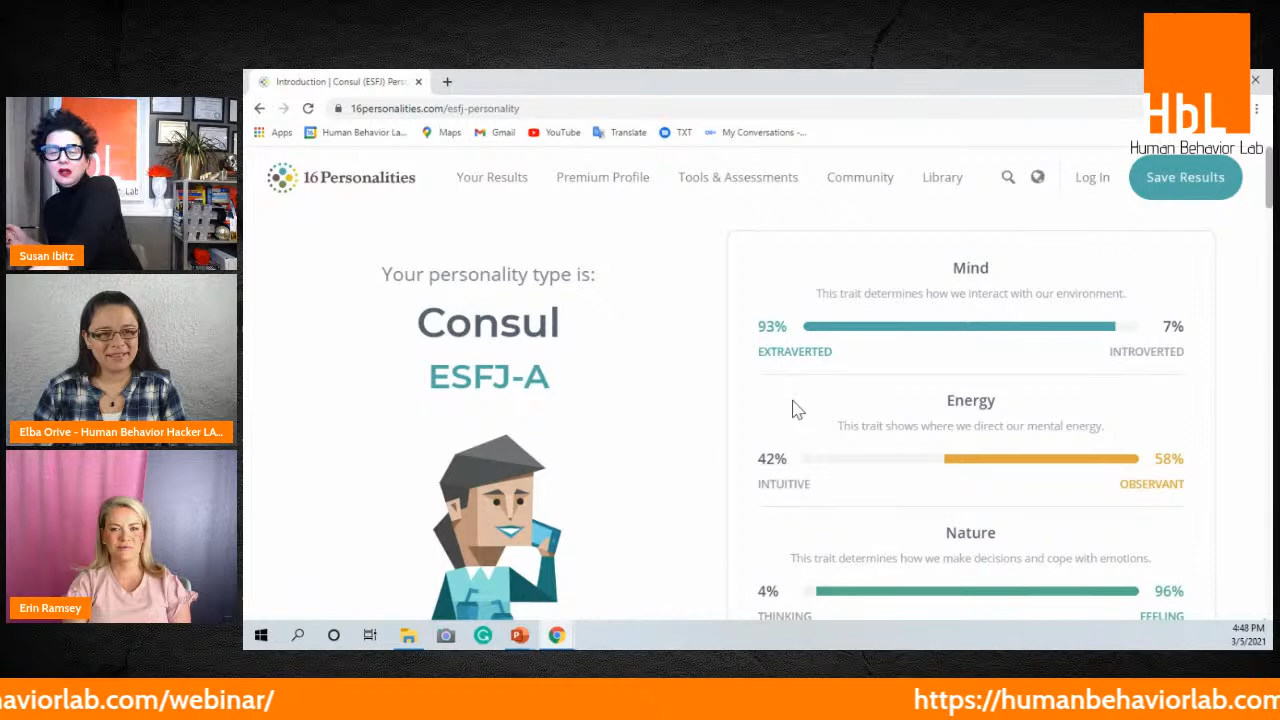 HbL
Human Behavior Lab
Introduction | Consul (ESFJ) Pers
16personalities.com/esfj-personality
Apps
Human Behavior La...
Maps
Gmail
YouTube
Translate
TXT
My Conversations -...
16Personalities
Your Results
Premium Profile
Tools & Assessments
Community
Library
Log In
Save Results
Susan Ibitz
Elba Orive - Human Behavior Hacker LA...
Erin Ramsey
Your personality type is:
Consul
ESFJ-A
Mind
This trait determines how we interact with our environment.
93%
7%
EXTRAVERTED
INTROVERTED
Energy
This trait shows where we direct our mental energy.
42%
58%
INTUITIVE
OBSERVANT
Nature
This trait determines how we make decisions and cope with emotions.
4%
96%
THINKING
FEELING
4:48 PM
3/5/2021
aviorlab.com/webinar/
https://humanbehaviorlab.com